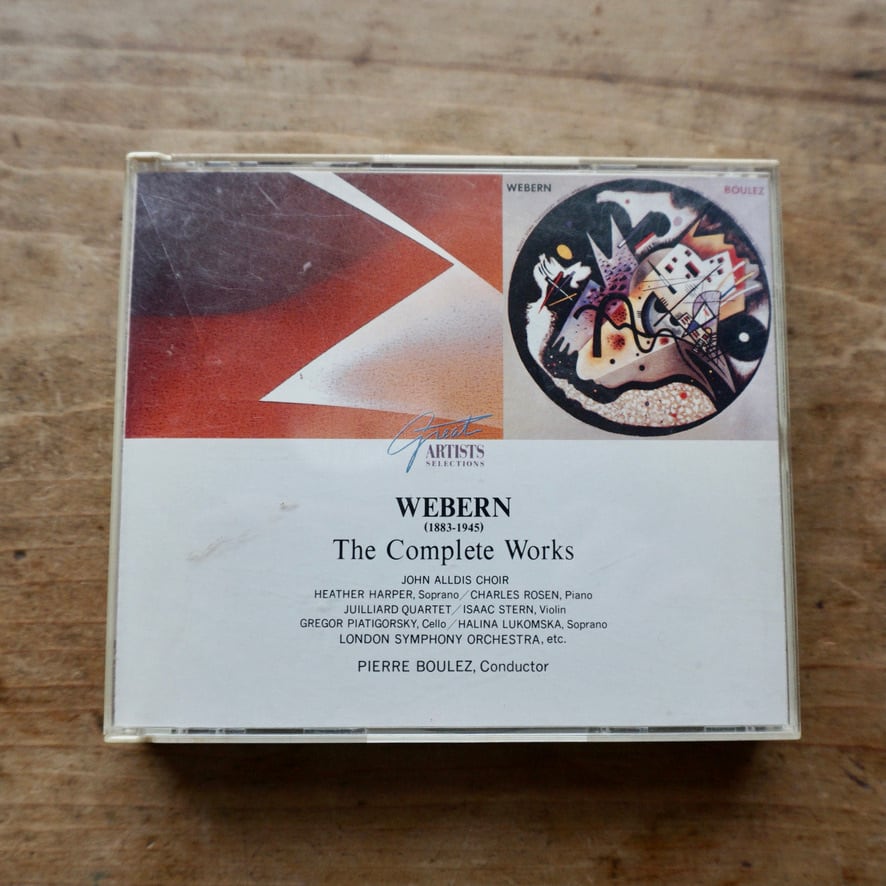 WEBERN BOULEZ
Great
ARTISTS
SELECTIONS
WEBERN
(1883-1945)
The Complete Works
JOHN ALLDIS CHOIR
HEATHER HARPER, Soprano／CHARLES ROSEN, Piano
JUILLIARD QUARTET／ISAAC STERN, Violin
GREGOR PIATIGORSKY, Cello／HALINA LUKOMSKA, Soprano
LONDON SYMPHONY ORCHESTRA, etc.
PIERRE BOULEZ, Conductor